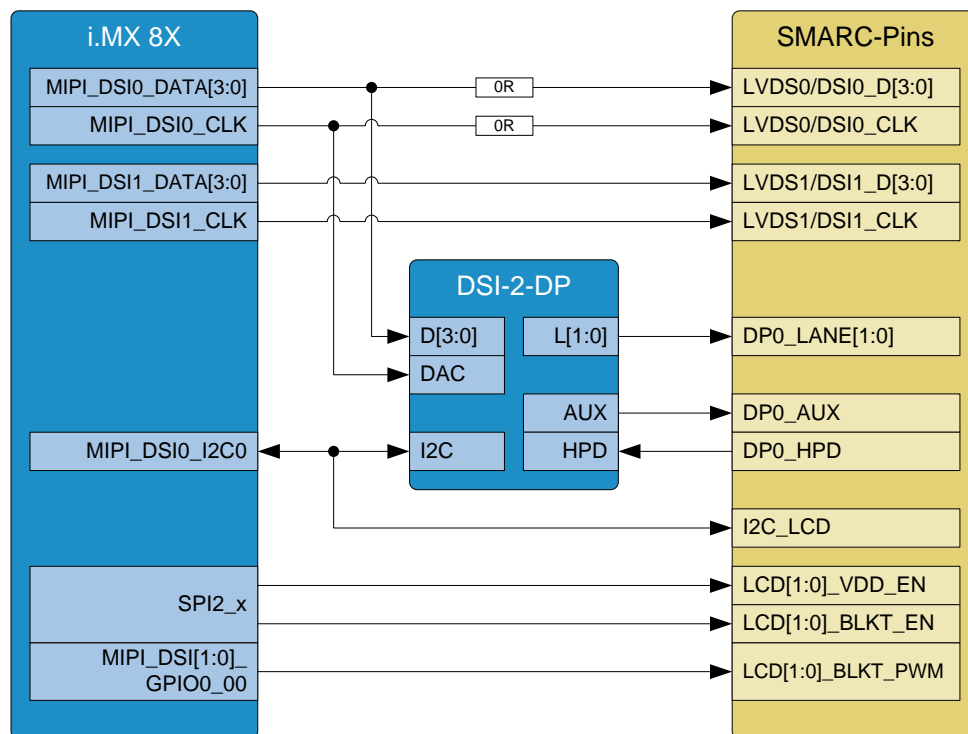 i.MX 8X
SMARC-Pins
MIPI_DSI0_DATA[3:0]
0R
LVDS0/DSI0_D[3:0]
MIPI_DSI0_CLK
0R
LVDS0/DSI0_CLK
MIPI_DSI1_DATA[3:0]
LVDS1/DSI1_D[3:0]
MIPI_DSI1_CLK
LVDS1/DSI1_CLK
DSI-2-DP
D[3:0]
L[1:0]
DP0_LANE[1:0]
DAC
AUX
DP0_AUX
MIPI_DSI0_I2C0
I2C
HPD
DP0_HPD
I2C_LCD
SPI2_x
LCD[1:0]_VDD_EN
LCD[1:0]_BLKT_EN
MIPI_DSI[1:0]_
GPIO0_00
LCD[1:0]_BLKT_PWM